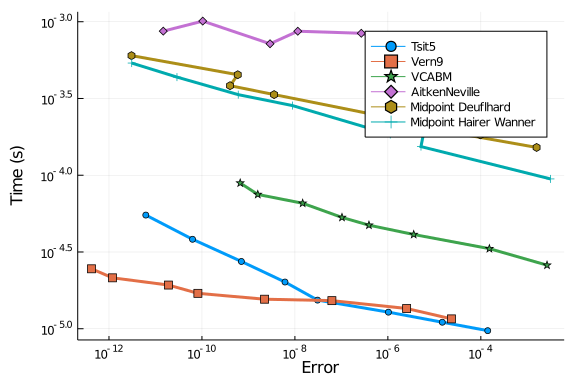 10^-3.0
10^-3.5
10^-4.0
10^-4.5
10^-5.0
Time (s)
Tsit5
Vern9
VCABM
AitkenNeville
Midpoint Deuflhard
Midpoint Hairer Wanner
10^-12 10^-10 10^-8 10^-6 10^-4
Error